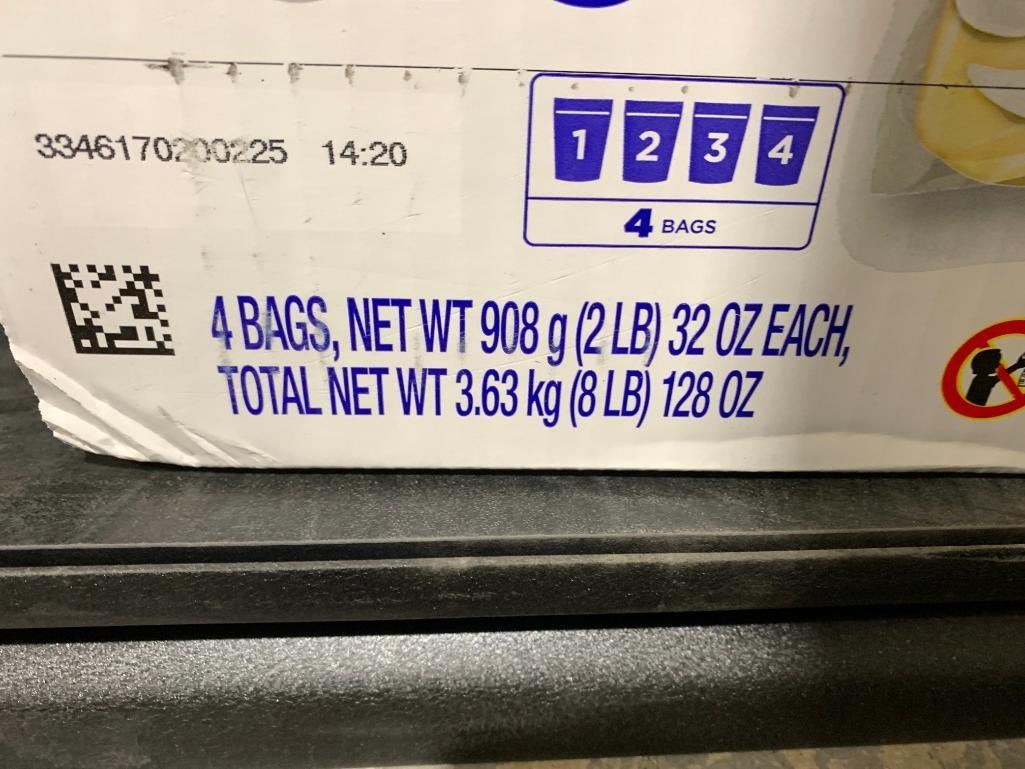 3346170200225 14:20
1 2 3 4
4 BAGS
4 BAGS, NET WT 908 g (2 LB) 32 OZ EACH,
TOTAL NET WT 3.63 kg (8 LB) 128 OZ